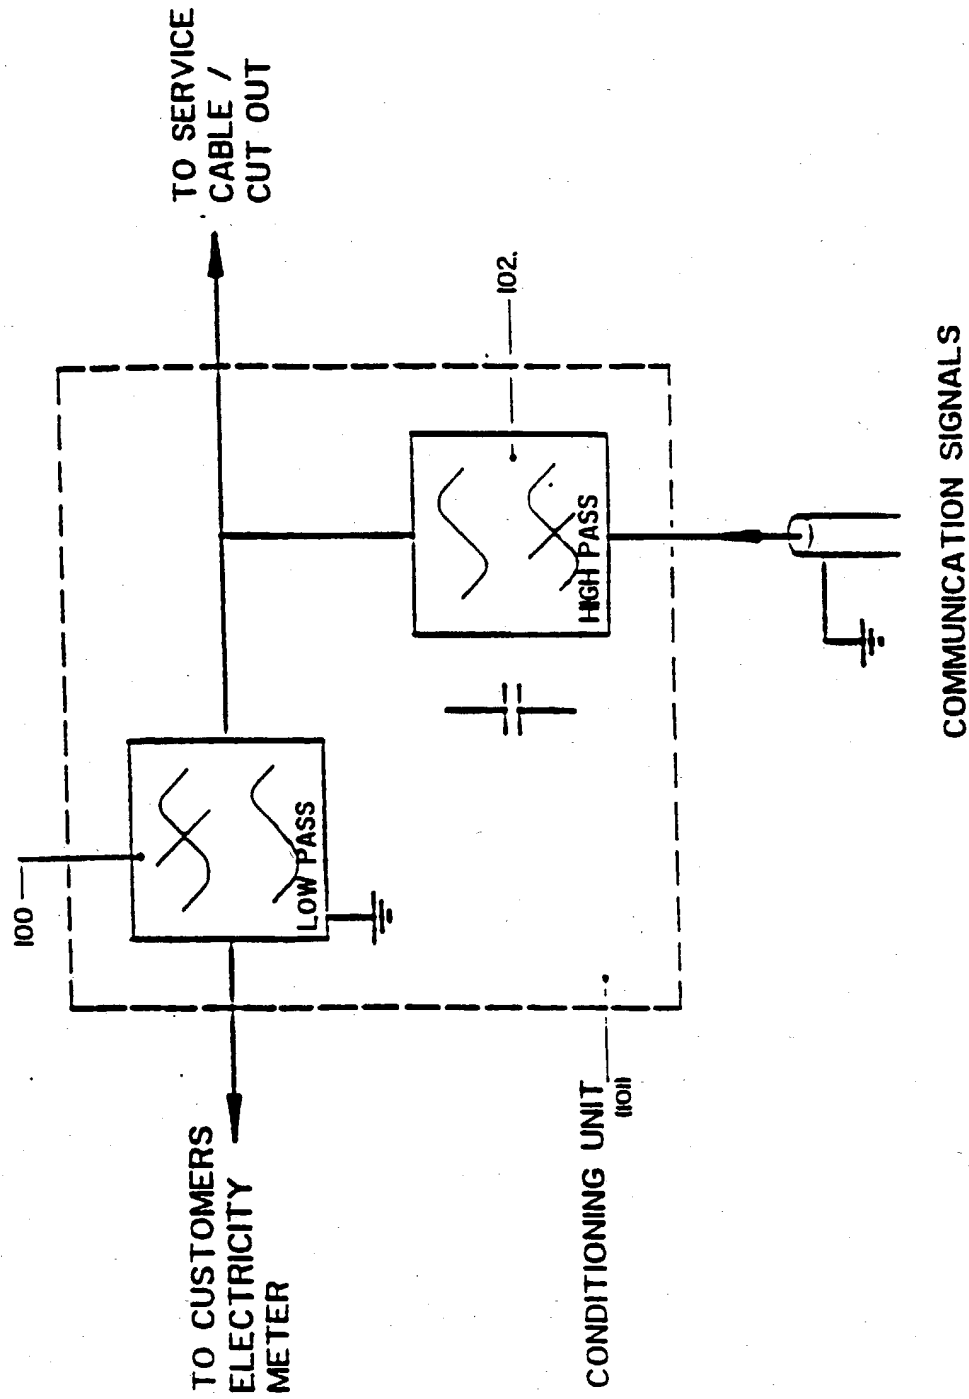 TO SERVICE
CABLE /
CUT OUT
102.
COMMUNICATION SIGNALS
HIGH PASS
LOW PASS
100
TO CUSTOMERS
ELECTRICITY
METER
CONDITIONING UNIT
(101)